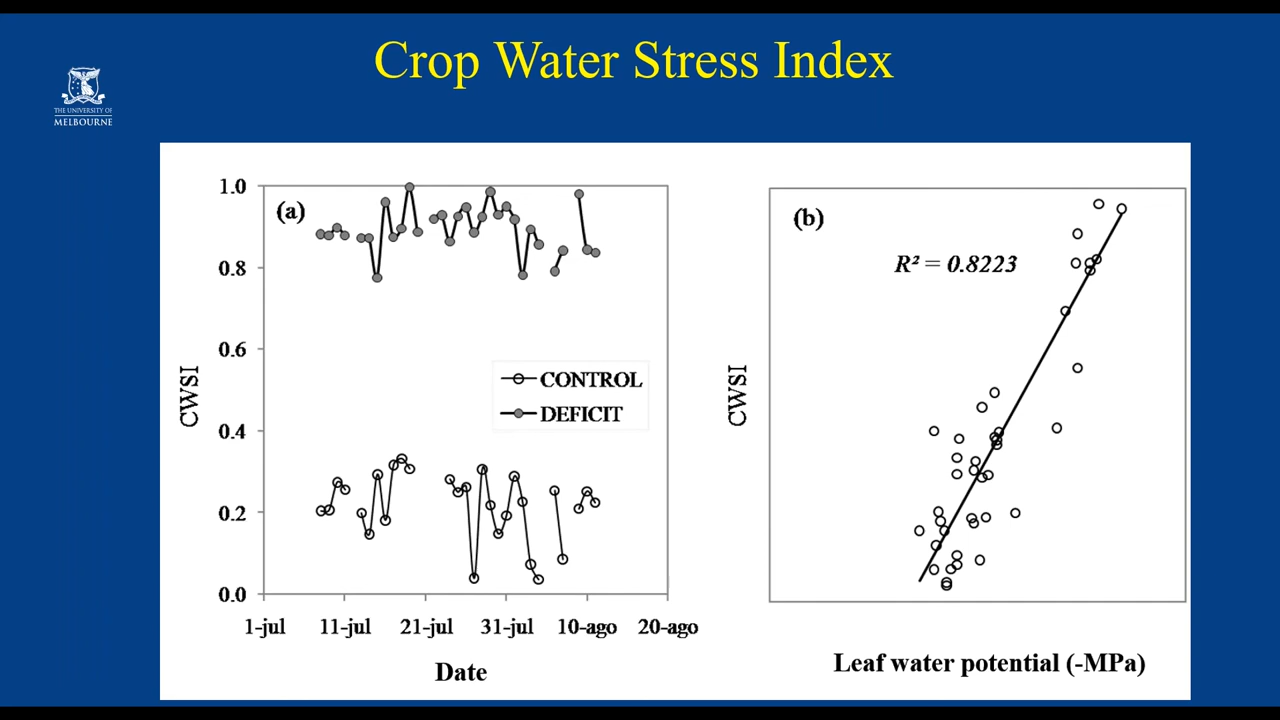 Crop Water Stress Index
THE UNIVERSITY OF
MELBOURNE
(a)
1.0
0.8
0.6
0.4
0.2
0.0
CWSI
CONTROL
DEFICIT
1-jul 11-jul 21-jul 31-jul 10-ago 20-ago
Date
(b)
R² = 0.8223
CWSI
Leaf water potential (-MPa)